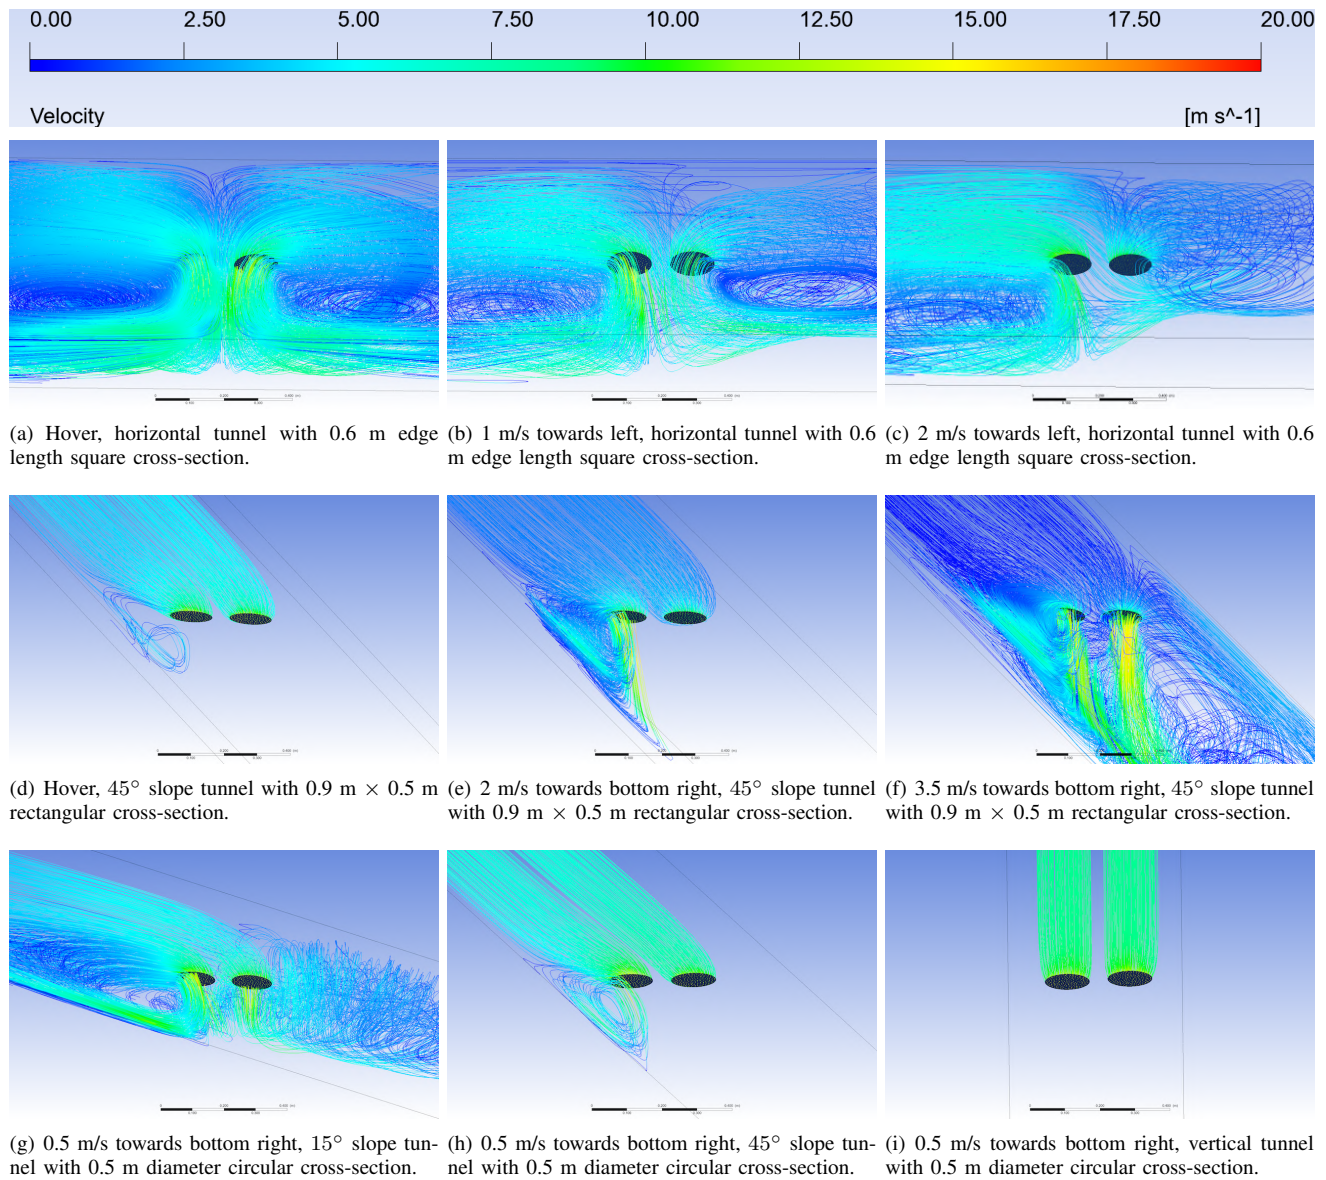 0.00 2.50 5.00 7.50 10.00 12.50 15.00 17.50 20.00
Velocity [m s^-1]
(a) Hover, horizontal tunnel with 0.6 m edge
length square cross-section.
(b) 1 m/s towards left, horizontal tunnel with 0.6
m edge length square cross-section.
(c) 2 m/s towards left, horizontal tunnel with 0.6
m edge length square cross-section.
(d) Hover, 45° slope tunnel with 0.9 m × 0.5 m
rectangular cross-section.
(e) 2 m/s towards bottom right, 45° slope tunnel
with 0.9 m × 0.5 m rectangular cross-section.
(f) 3.5 m/s towards bottom right, 45° slope tunnel
with 0.9 m × 0.5 m rectangular cross-section.
(g) 0.5 m/s towards bottom right, 15° slope tun-
nel with 0.5 m diameter circular cross-section.
(h) 0.5 m/s towards bottom right, 45° slope tun-
nel with 0.5 m diameter circular cross-section.
(i) 0.5 m/s towards bottom right, vertical tunnel
with 0.5 m diameter circular cross-section.